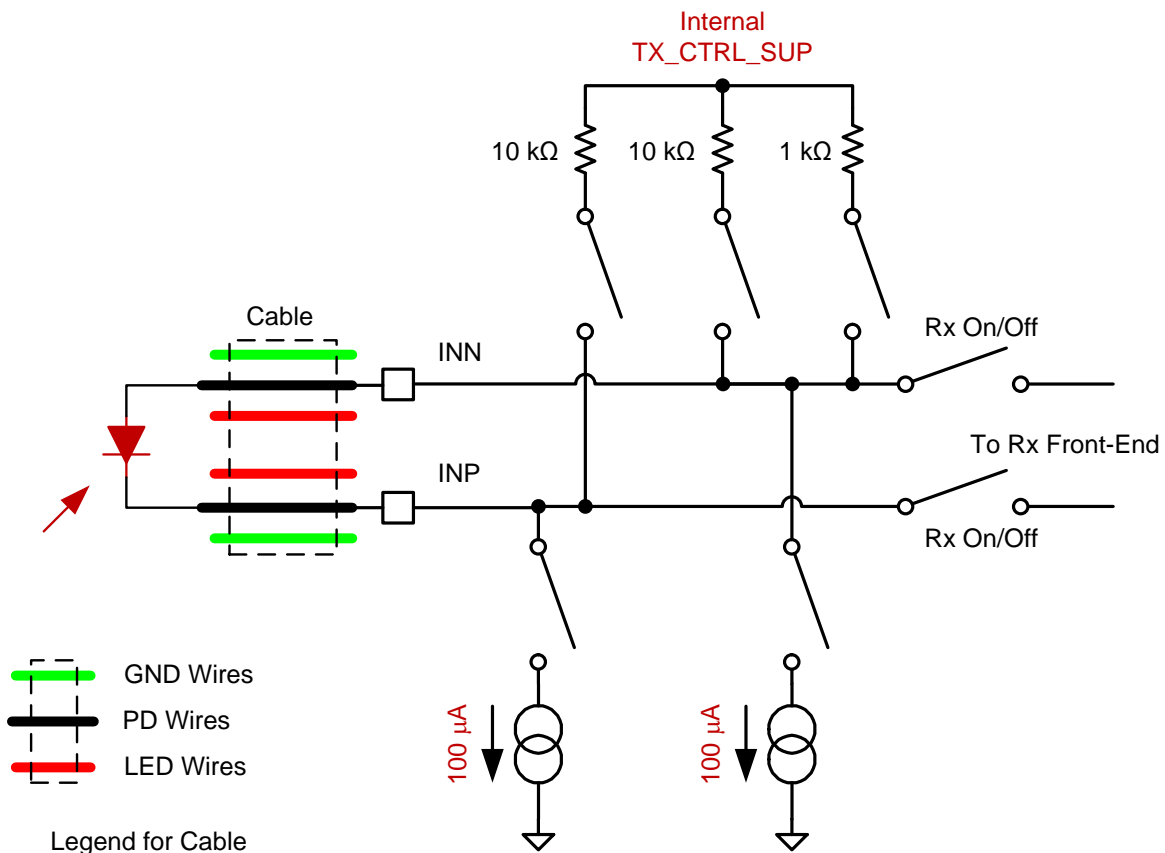 Internal
TX_CTRL_SUP
10 kΩ
10 kΩ
1 kΩ
Cable
Rx On/Off
INN
To Rx Front-End
INP
Rx On/Off
GND Wires
PD Wires
LED Wires
100 µA
100 µA
Legend for Cable